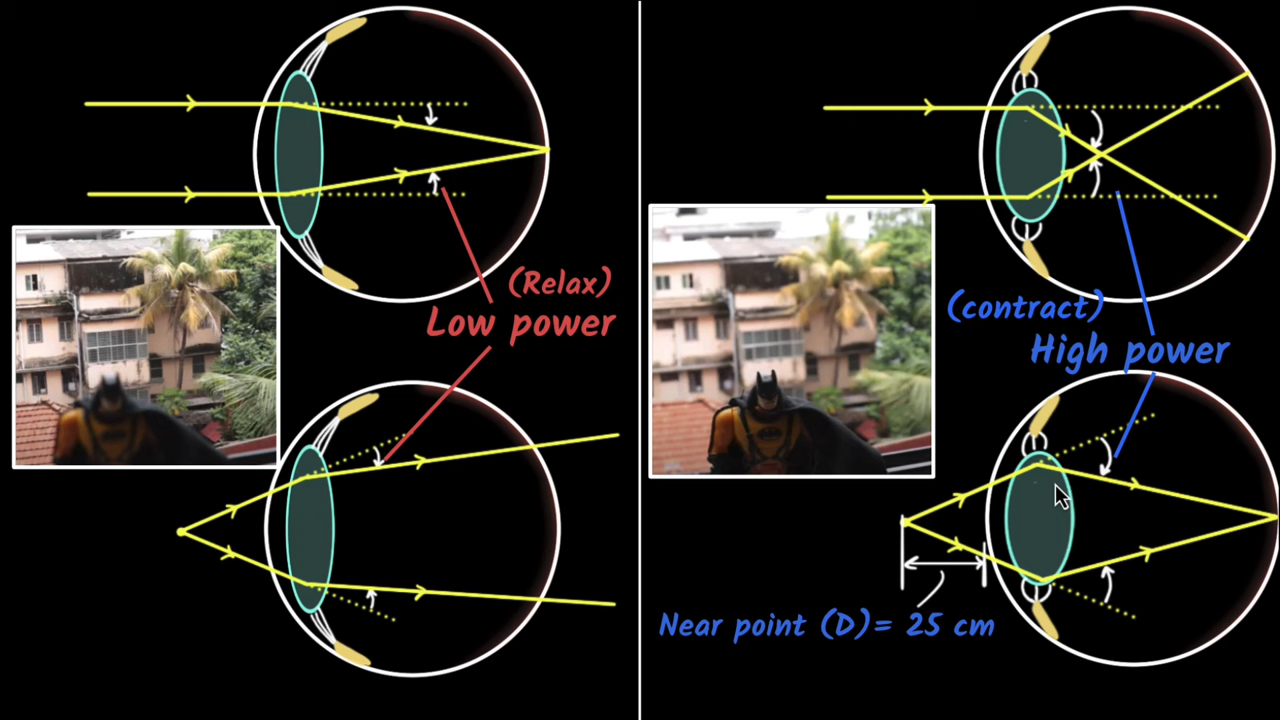 (Relax)
Low power
(contract)
High power
Near point (D)= 25 cm